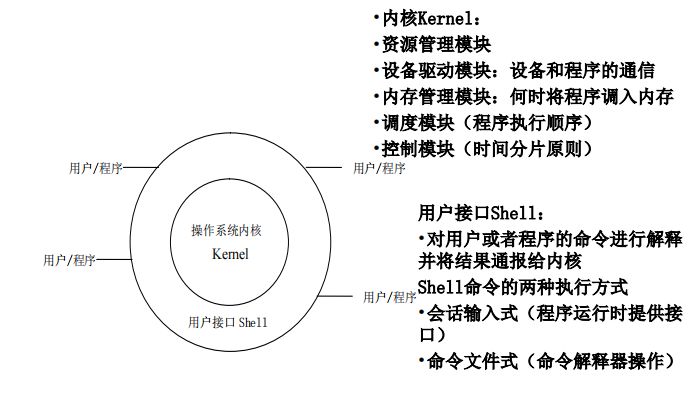 •内核Kernel：
•资源管理模块
•设备驱动模块：设备和程序的通信
•内存管理模块：何时将程序调入内存
•调度模块（程序执行顺序）
•控制模块（时间分片原则）
用户/程序
用户/程序
操作系统内核
Kernel
用户/程序
用户/程序
用户接口 Shell
用户接口Shell：
•对用户或者程序的命令进行解释
并将结果通报给内核
Shell命令的两种执行方式
•会话输入式（程序运行时提供接
口）
•命令文件式（命令解释器操作）